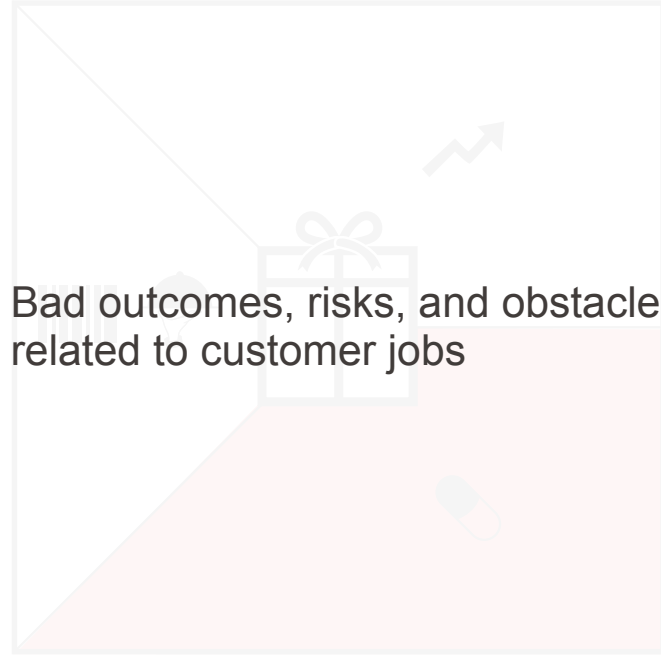 Bad outcomes, risks, and obstacle
related to customer jobs